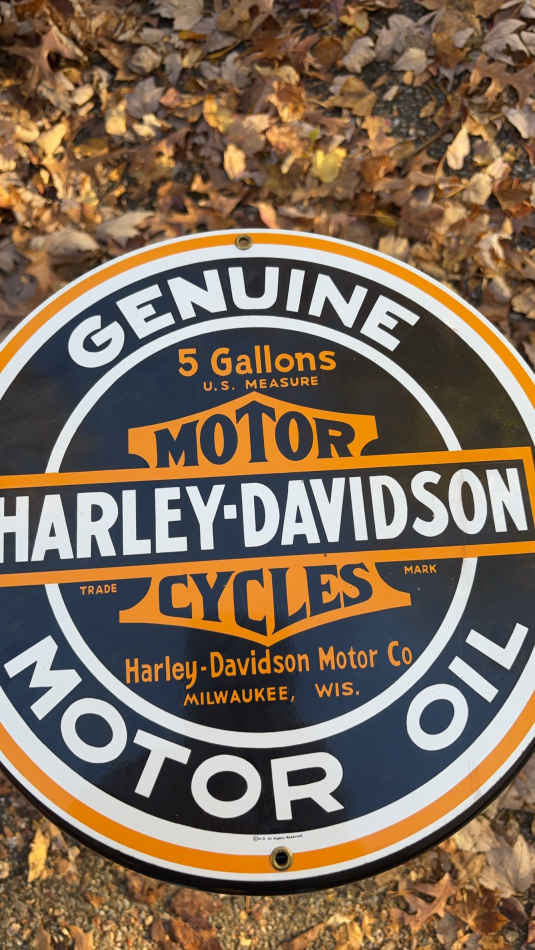 GENUINE
5 Gallons
U.S. MEASURE
MOTOR
HARLEY-DAVIDSON
TRADE MARK
CYCLES
Harley-Davidson Motor Co
MILWAUKEE, WIS.
MOTOR OIL